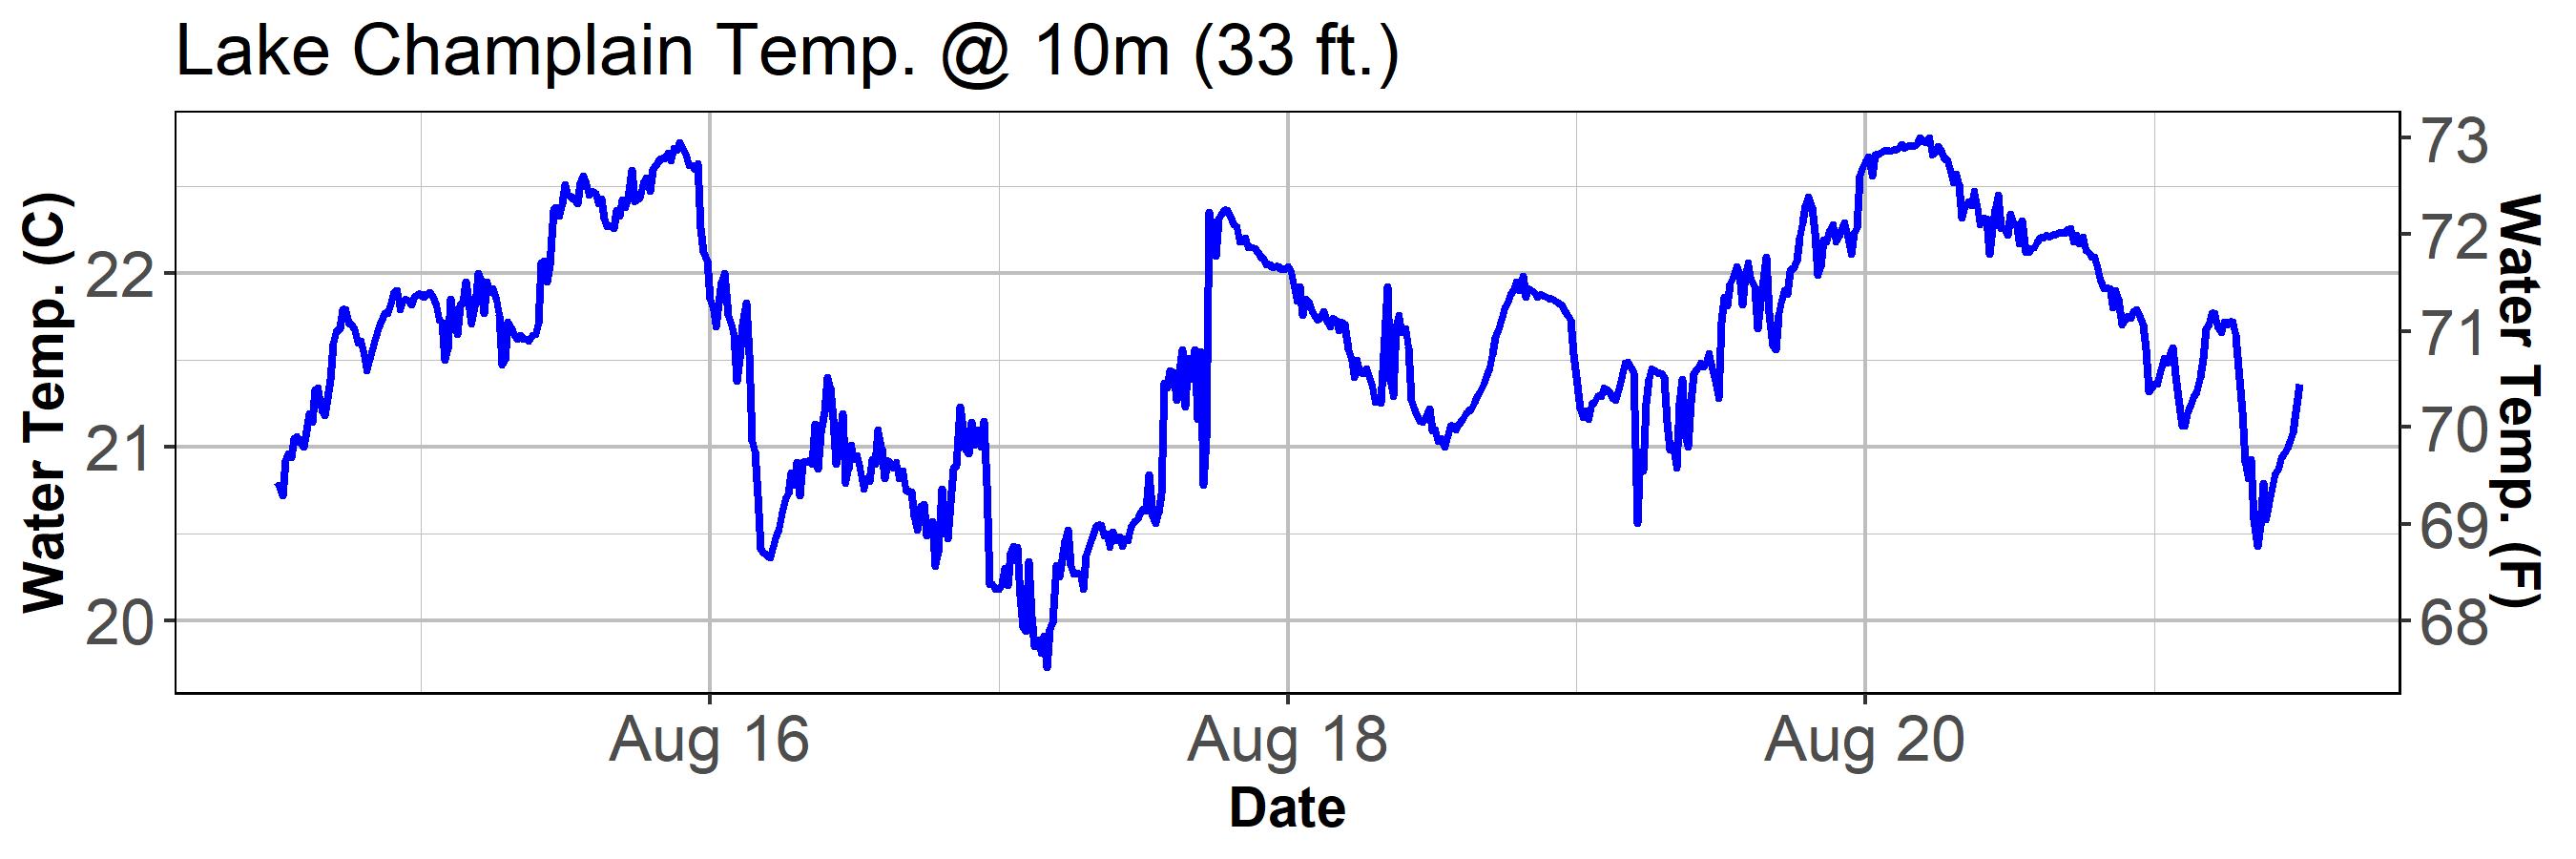 Lake Champlain Temp. @ 10m (33 ft.)
Water Temp. (C)
22
21
20
73
72
71
70
69
68
Water Temp. (F)
Aug 16
Aug 18
Aug 20
Date